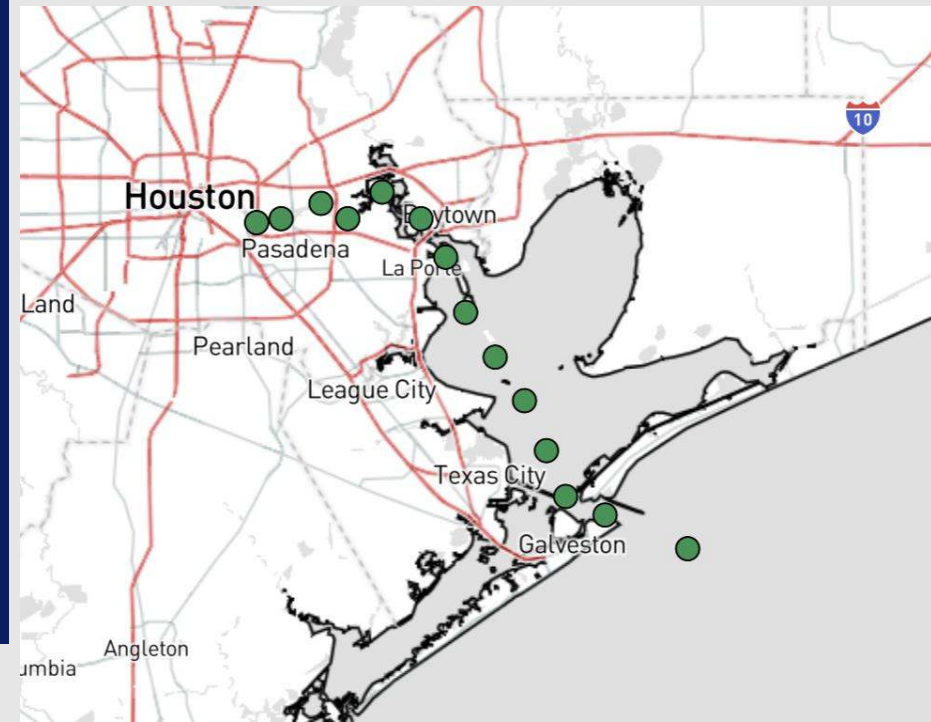 10
Houston
Baytown
Pasadena
La Porte
Land
Pearland
League City
Texas City
Galveston
Angleton
umbia